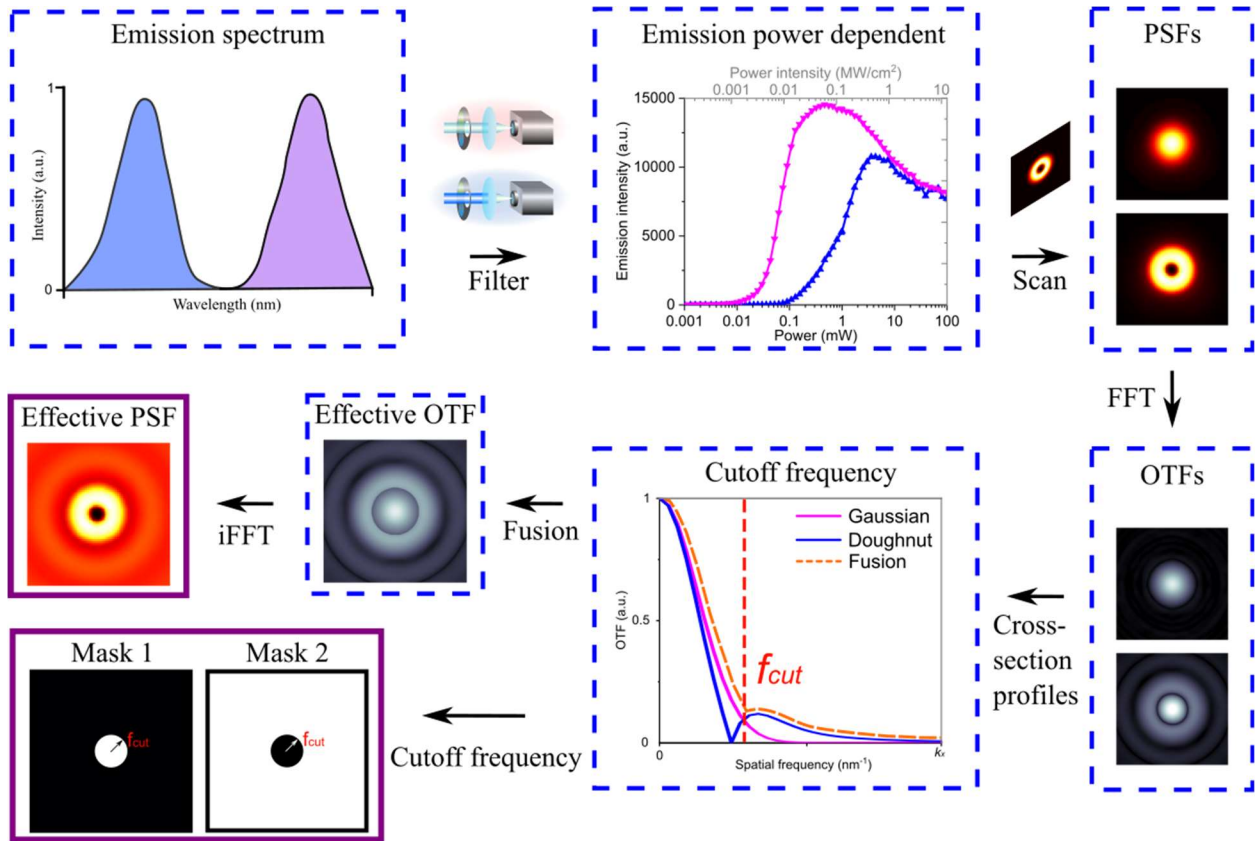 Emission spectrum
1
Intensity (a.u.)
0
Wavelength (nm)
Filter
Emission power dependent
Power intensity (MW/cm²)
0.001 0.01 0.1 1 10
15000
10000
5000
0
Emission intensity (a.u.)
0.001 0.01 0.1 1 10 100
Power (mW)
Scan
PSFs
FFT
OTFs
Cross-
section
profiles
Cutoff frequency
1
0.5
0
OTF (a.u.)
Gaussian
Doughnut
Fusion
fcut
0
Spatial frequency (nm⁻¹)
kx
Fusion
Effective OTF
iFFT
Effective PSF
Cutoff frequency
Mask 1
fcut
Mask 2
fcut